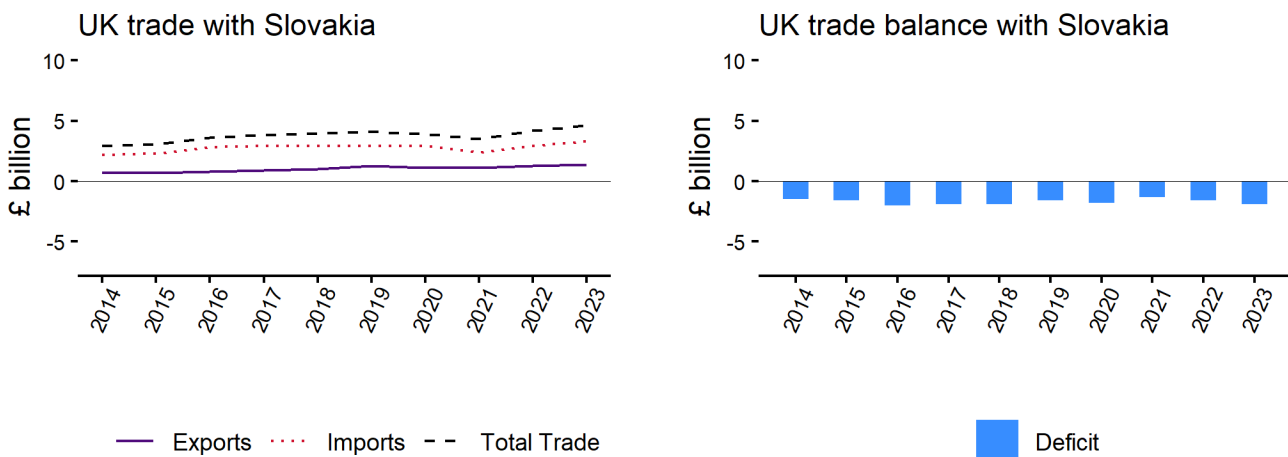 UK trade with Slovakia
10
5
0
-5
£ billion
2014 2015 2016 2017 2018 2019 2020 2021 2022 2023
Exports Imports Total Trade
UK trade balance with Slovakia
10
5
0
-5
£ billion
2014 2015 2016 2017 2018 2019 2020 2021 2022 2023
Deficit